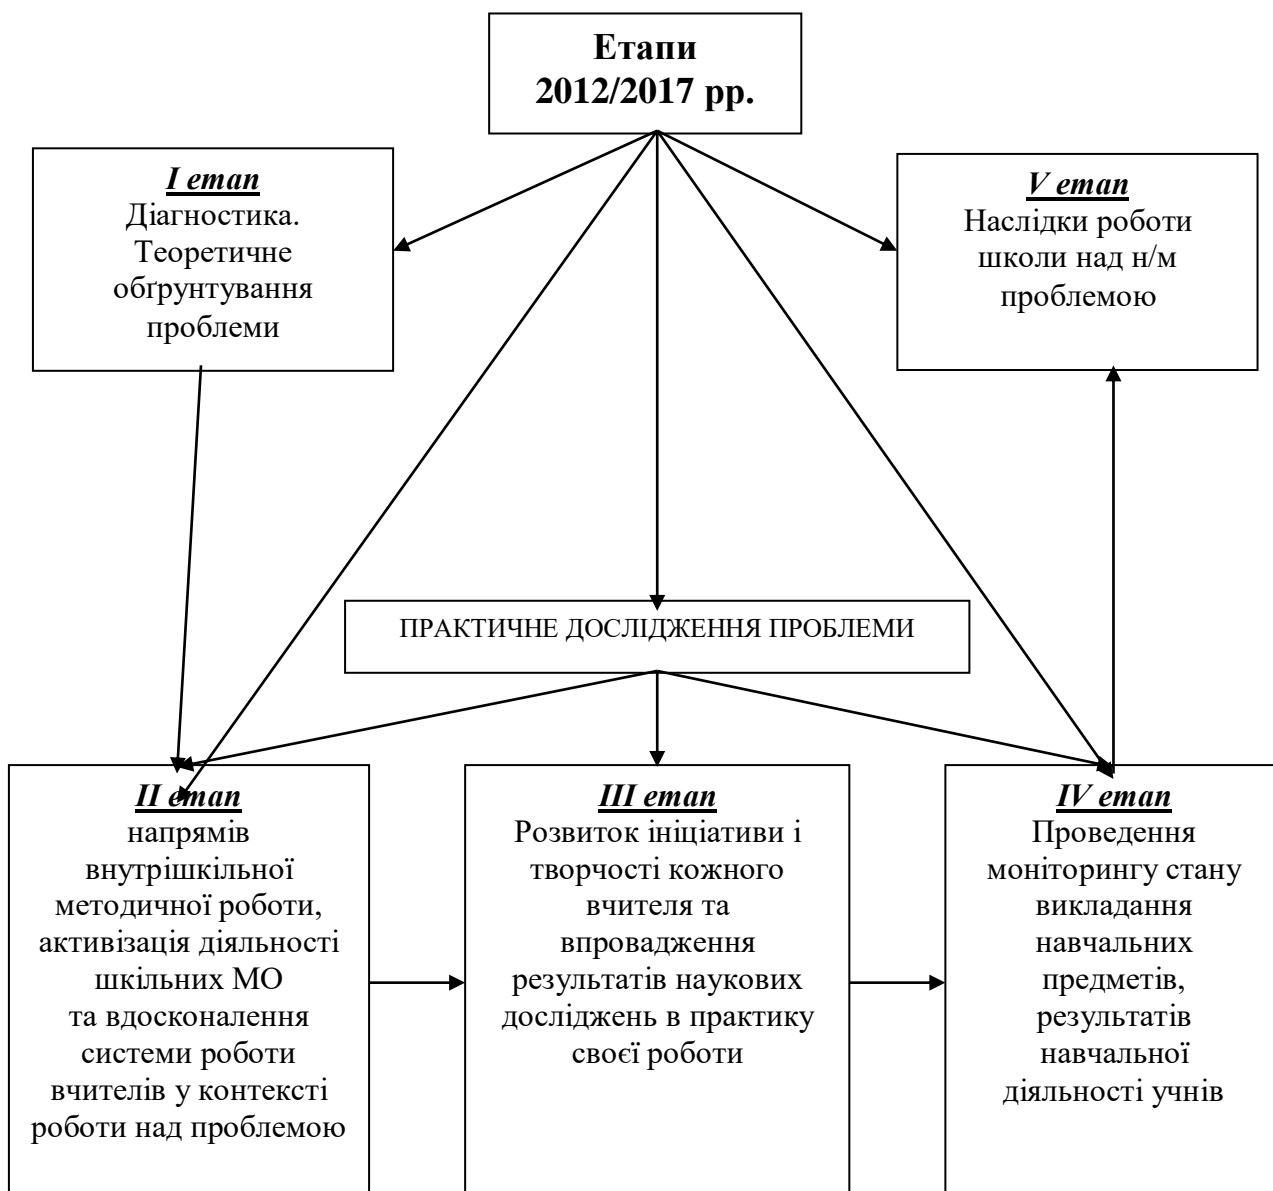 Етапи
2012/2017 рр.
І етап
Діагностика.
Теоретичне
обґрунтування
проблеми
V етап
Наслідки роботи
школи над н/м
проблемою
ПРАКТИЧНЕ ДОСЛІДЖЕННЯ ПРОБЛЕМИ
ІІ етап
напрямів
внутрішкільної
методичної роботи,
активізація діяльності
шкільних МО
та вдосконалення
системи роботи
вчителів у контексті
роботи над проблемою
ІІІ етап
Розвиток ініціативи і
творчості кожного
вчителя та
впровадження
результатів наукових
досліджень в практику
своєї роботи
IV етап
Проведення
моніторингу стану
викладання
навчальних
предметів,
результатів
навчальної
діяльності учнів